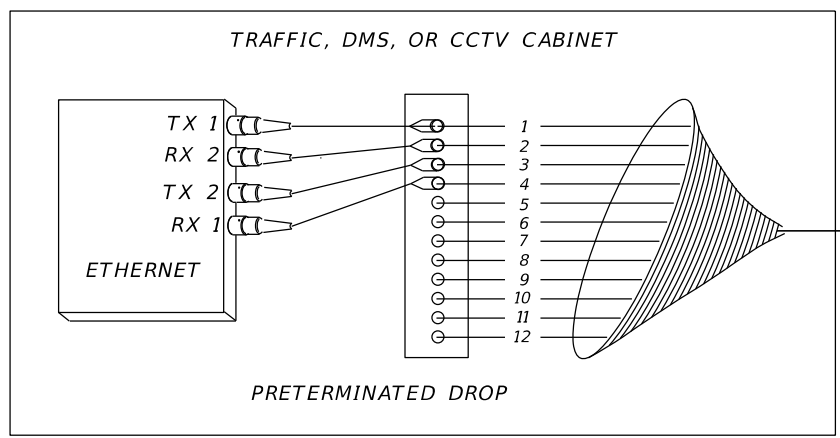 TRAFFIC, DMS, OR CCTV CABINET
TX 1
RX 2
TX 2
RX 1
ETHERNET
1
2
3
4
5
6
7
8
9
10
11
12
PRETERMINATED DROP